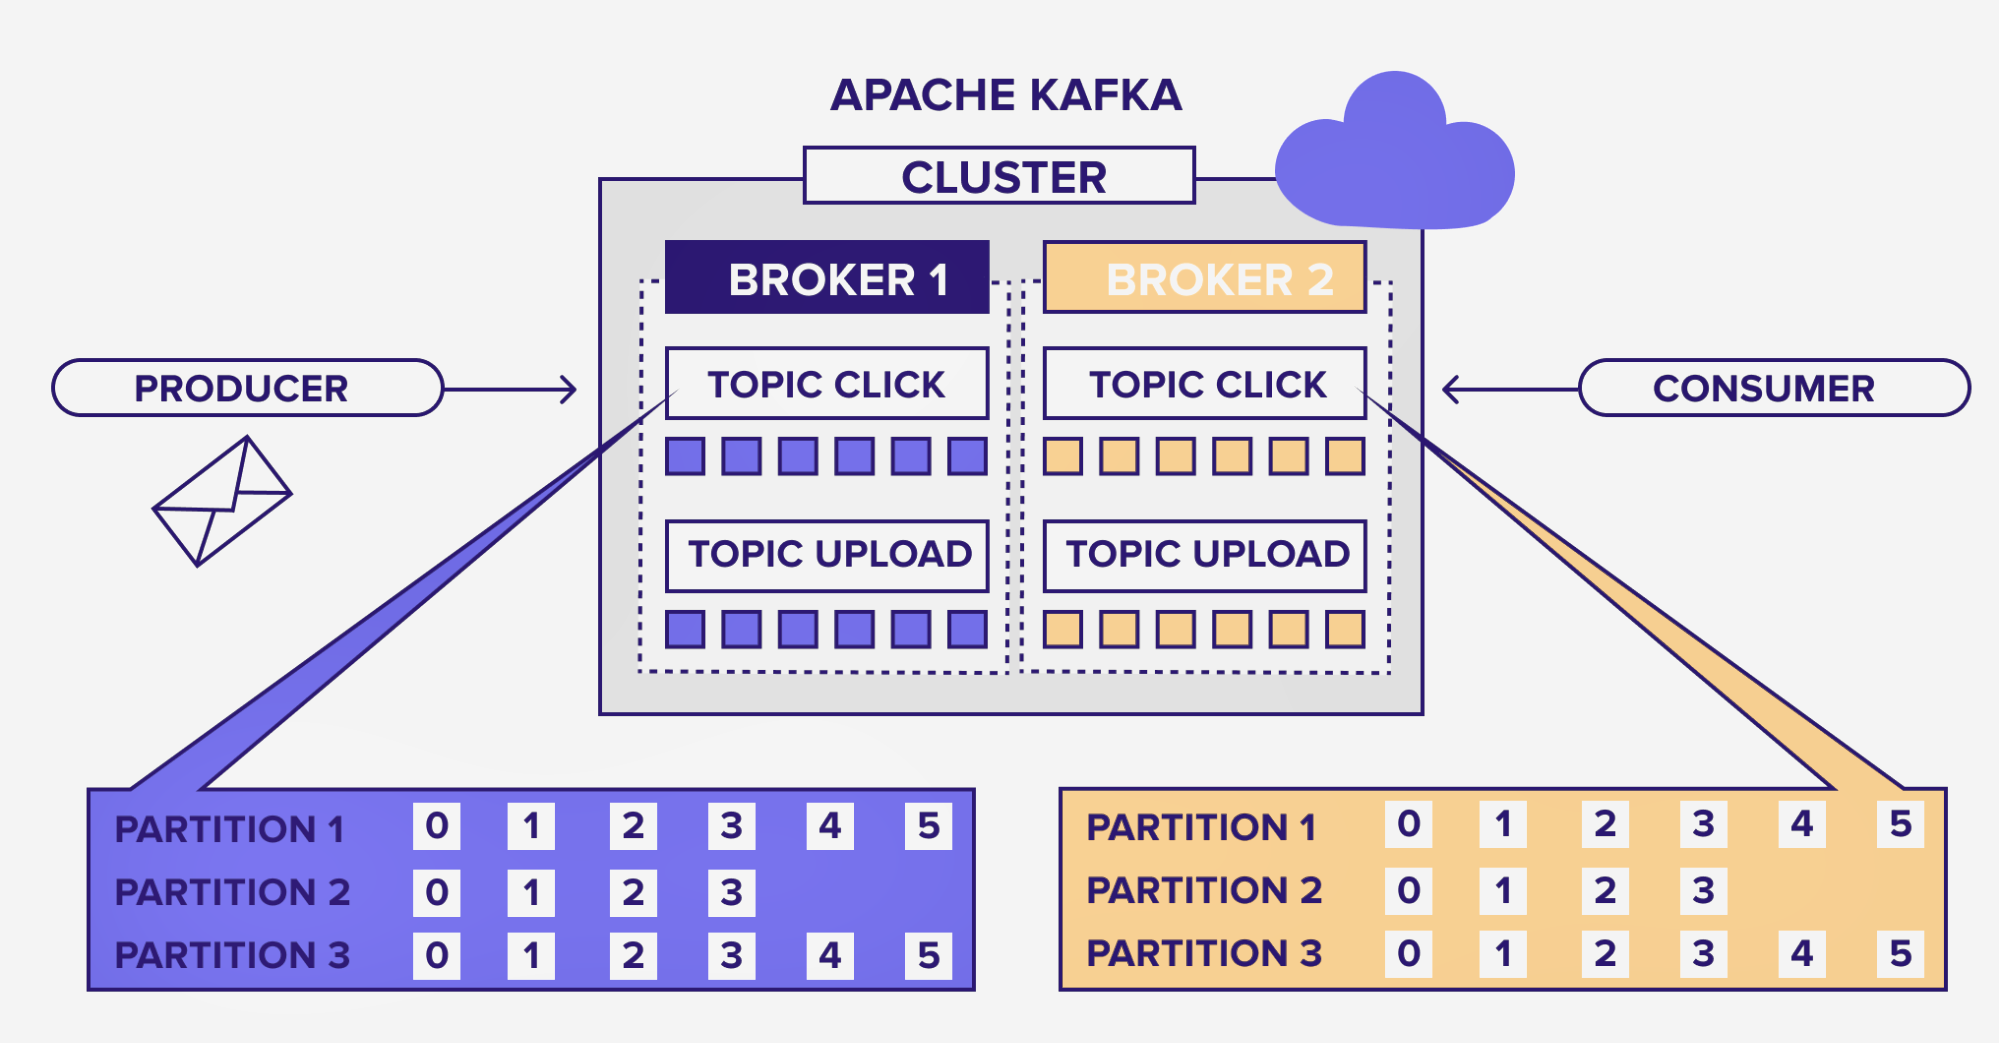 APACHE KAFKA
CLUSTER
BROKER 1
BROKER 2
PRODUCER
TOPIC CLICK
TOPIC CLICK
CONSUMER
TOPIC UPLOAD
TOPIC UPLOAD
PARTITION 1 0 1 2 3 4 5
PARTITION 2 0 1 2 3
PARTITION 3 0 1 2 3 4 5
PARTITION 1 0 1 2 3 4 5
PARTITION 2 0 1 2 3
PARTITION 3 0 1 2 3 4 5